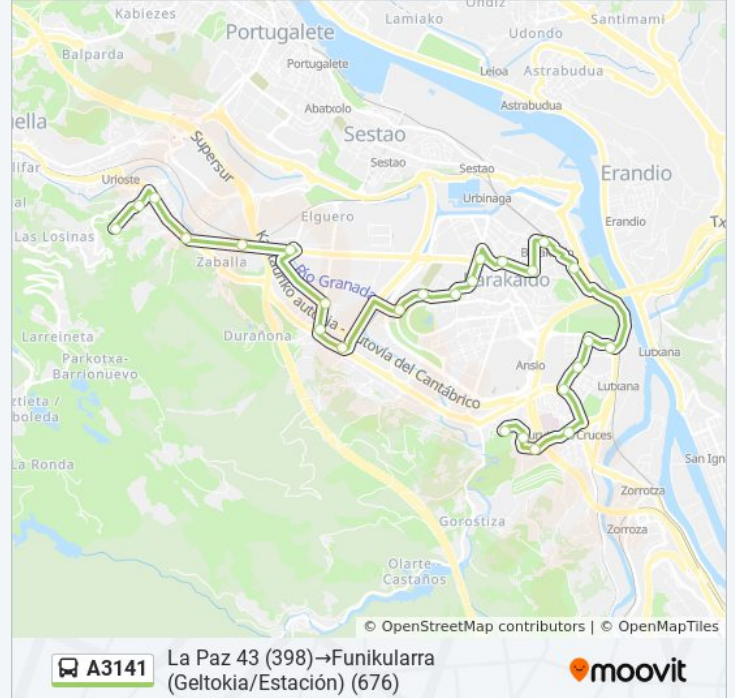 Kabiezes
Portugalete
Lamiako
Ondiz
Santimami
Udondo
Balparda
Portugalete
Leioa
Astrabudua
Abatxolo
Astrabudua
Sestao
Supersur
Sestao
Sestao
Erandio
Urioste
Urbinaga
Elguero
Erandio
Las Losinas
Zaballa
Río Granada
arakaldo
Larreineta
Durañona
Autovía del Cantábrico
Parkotxa-
Barrionuevo
Ansio
Lutxana
Lutxana
La Ronda
Cruces
San Ign
Zorrotza
Gorostiza
Zorroza
Olarte
Castaños
© OpenStreetMap contributors | © OpenMapTiles
A3141
La Paz 43 (398)→Funikularra
(Geltokia/Estación) (676)
moovit